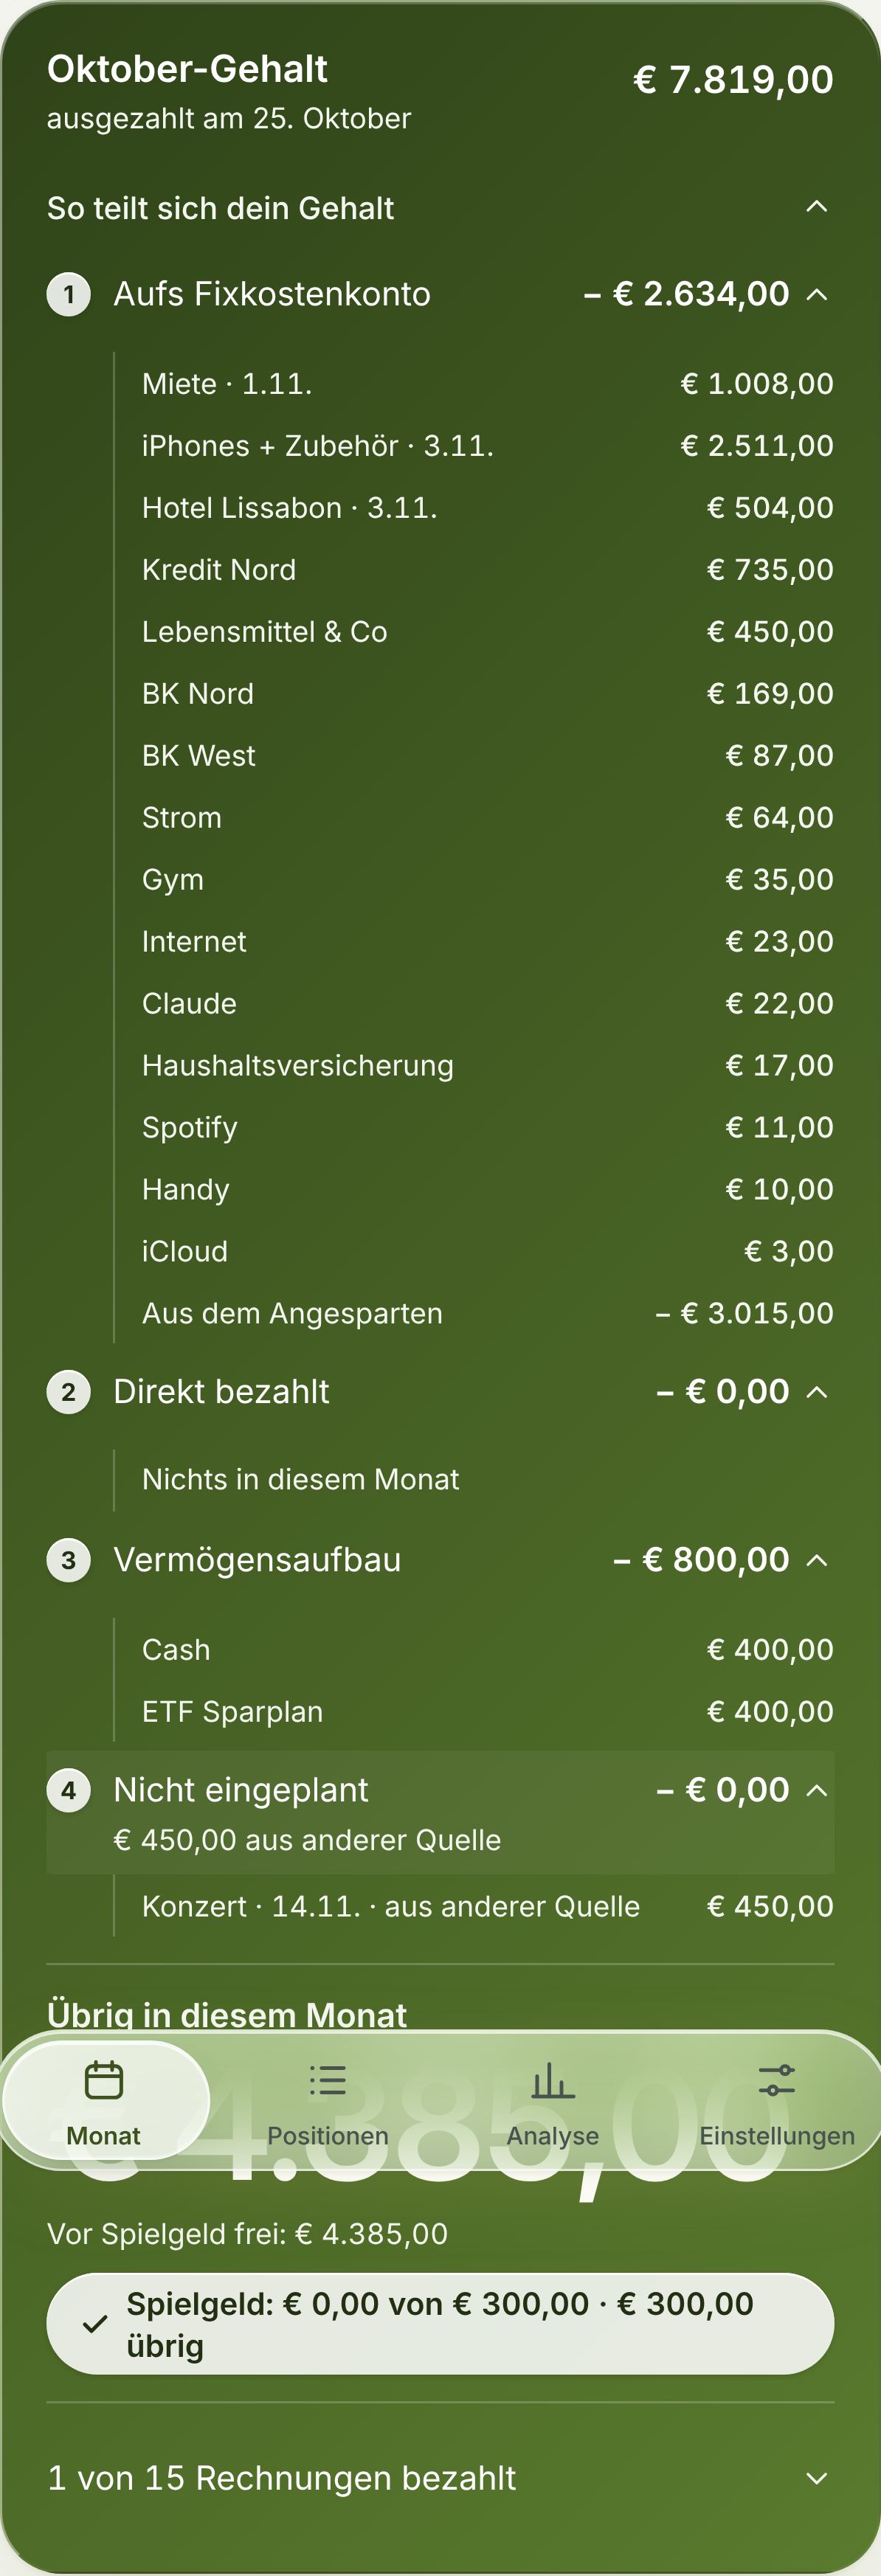 Oktober-Gehalt
€ 7.819,00
ausgezahlt am 25. Oktober
So teilt sich dein Gehalt
1 Aufs Fixkostenkonto – € 2.634,00
Miete · 1.11. € 1.008,00
iPhones + Zubehör · 3.11. € 2.511,00
Hotel Lissabon · 3.11. € 504,00
Kredit Nord € 735,00
Lebensmittel & Co € 450,00
BK Nord € 169,00
BK West € 87,00
Strom € 64,00
Gym € 35,00
Internet € 23,00
Claude € 22,00
Haushaltsversicherung € 17,00
Spotify € 11,00
Handy € 10,00
iCloud € 3,00
Aus dem Angesparten – € 3.015,00
2 Direkt bezahlt – € 0,00
Nichts in diesem Monat
3 Vermögensaufbau – € 800,00
Cash € 400,00
ETF Sparplan € 400,00
4 Nicht eingeplant – € 0,00
€ 450,00 aus anderer Quelle
Konzert · 14.11. · aus anderer Quelle € 450,00
Übrig in diesem Monat
€ 4.385,00
Monat Positionen Analyse Einstellungen
Vor Spielgeld frei: € 4.385,00
Spielgeld: € 0,00 von € 300,00 · € 300,00
übrig
1 von 15 Rechnungen bezahlt